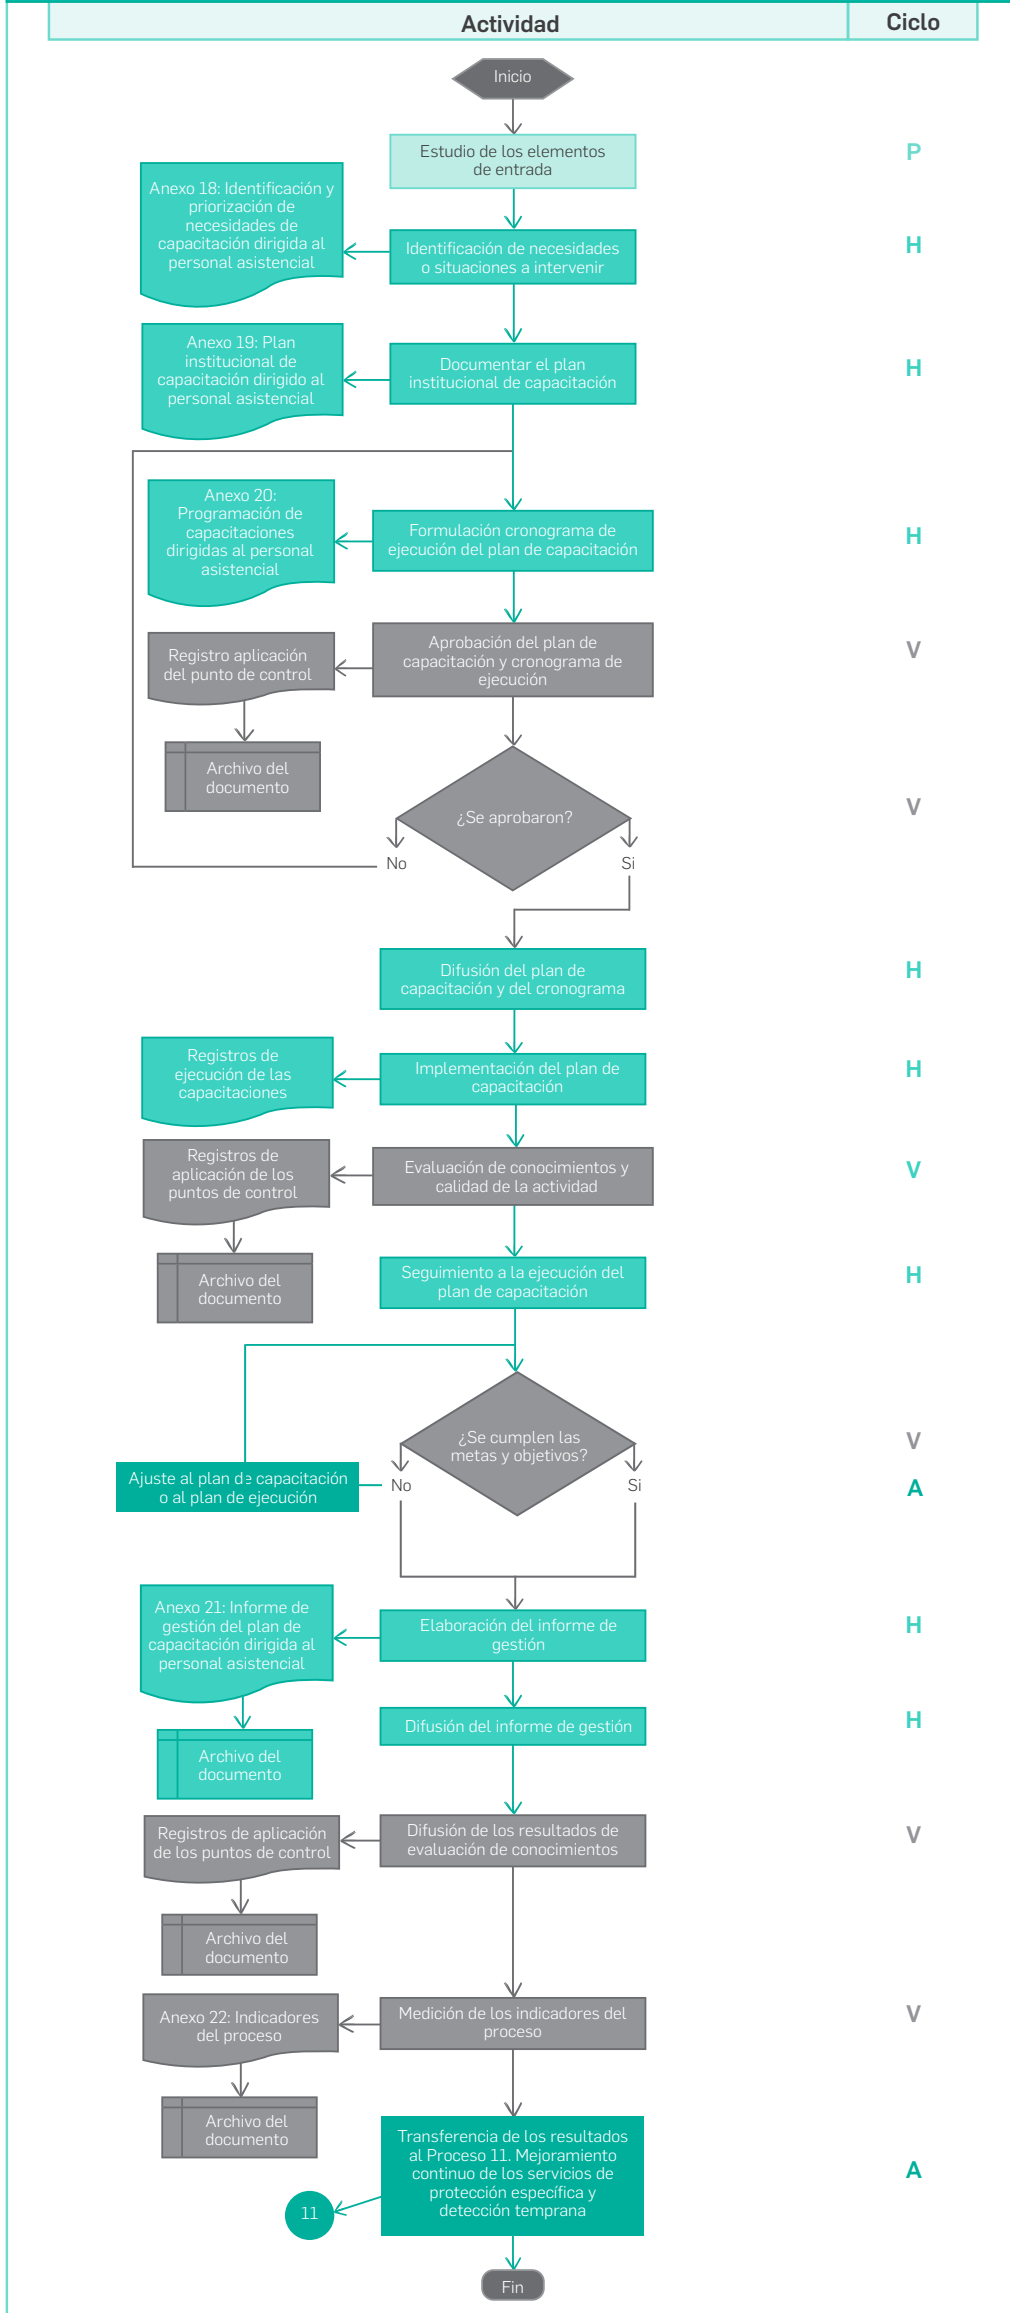 Actividad
Ciclo
Inicio
Estudio de los elementos
de entrada
P
Anexo 18: Identificación y
priorización de
necesidades de
capacitación dirigida al
personal asistencial
Identificación de necesidades
o situaciones a intervenir
H
Anexo 19: Plan
institucional de
capacitación dirigido al
personal asistencial
Documentar el plan
institucional de capacitación
H
Anexo 20:
Programación de
capacitaciones
dirigidas al personal
asistencial
Formulación cronograma de
ejecución del plan de capacitación
H
Registro aplicación
del punto de control
Aprobación del plan de
capacitación y cronograma de
ejecución
V
Archivo del
documento
¿Se aprobaron?
V
No
Si
Difusión del plan de
capacitación y del cronograma
H
Registros de
ejecución de las
capacitaciones
Implementación del plan de
capacitación
H
Registros de
aplicación de los
puntos de control
Evaluación de conocimientos y
calidad de la actividad
V
Archivo del
documento
Seguimiento a la ejecución del
plan de capacitación
H
¿Se cumplen las
metas y objetivos?
V
Ajuste al plan de capacitación
o al plan de ejecución
No
Si
A
Anexo 21: Informe de
gestión del plan de
capacitación dirigida al
personal asistencial
Elaboración del informe de
gestión
H
Archivo del
documento
Difusión del informe de gestión
H
Registros de aplicación
de los puntos de control
Difusión de los resultados de
evaluación de conocimientos
V
Archivo del
documento
Anexo 22: Indicadores
del proceso
Medición de los indicadores del
proceso
V
Archivo del
documento
Transferencia de los resultados
al Proceso 11. Mejoramiento
continuo de los servicios de
protección específica y
detección temprana
A
11
Fin